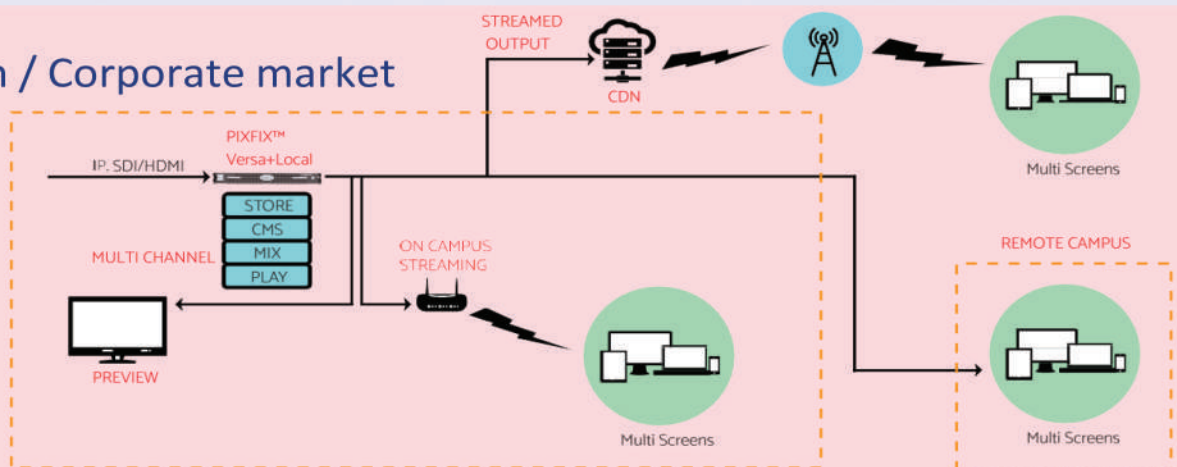 STREAMED
OUTPUT
n / Corporate market
CDN
Multi Screens
PIXFIX™
Versa+Local
IP. SDI/HDMI
STORE
CMS
MIX
PLAY
MULTI CHANNEL
PREVIEW
ON CAMPUS
STREAMING
Multi Screens
REMOTE CAMPUS
Multi Screens